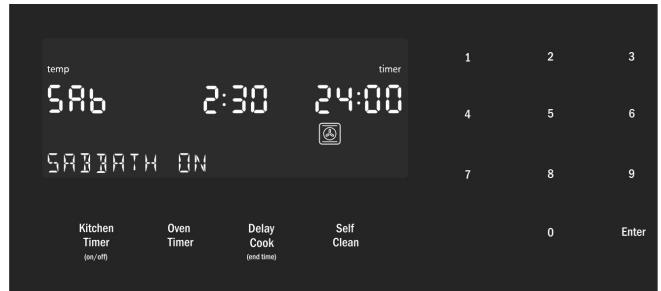 temp timer
SAb 2:30 24:00
SABBATH ON
Kitchen Timer (on/off)
Oven Timer
Delay Cook (end time)
Self Clean
1 2 3
4 5 6
7 8 9
0 Enter